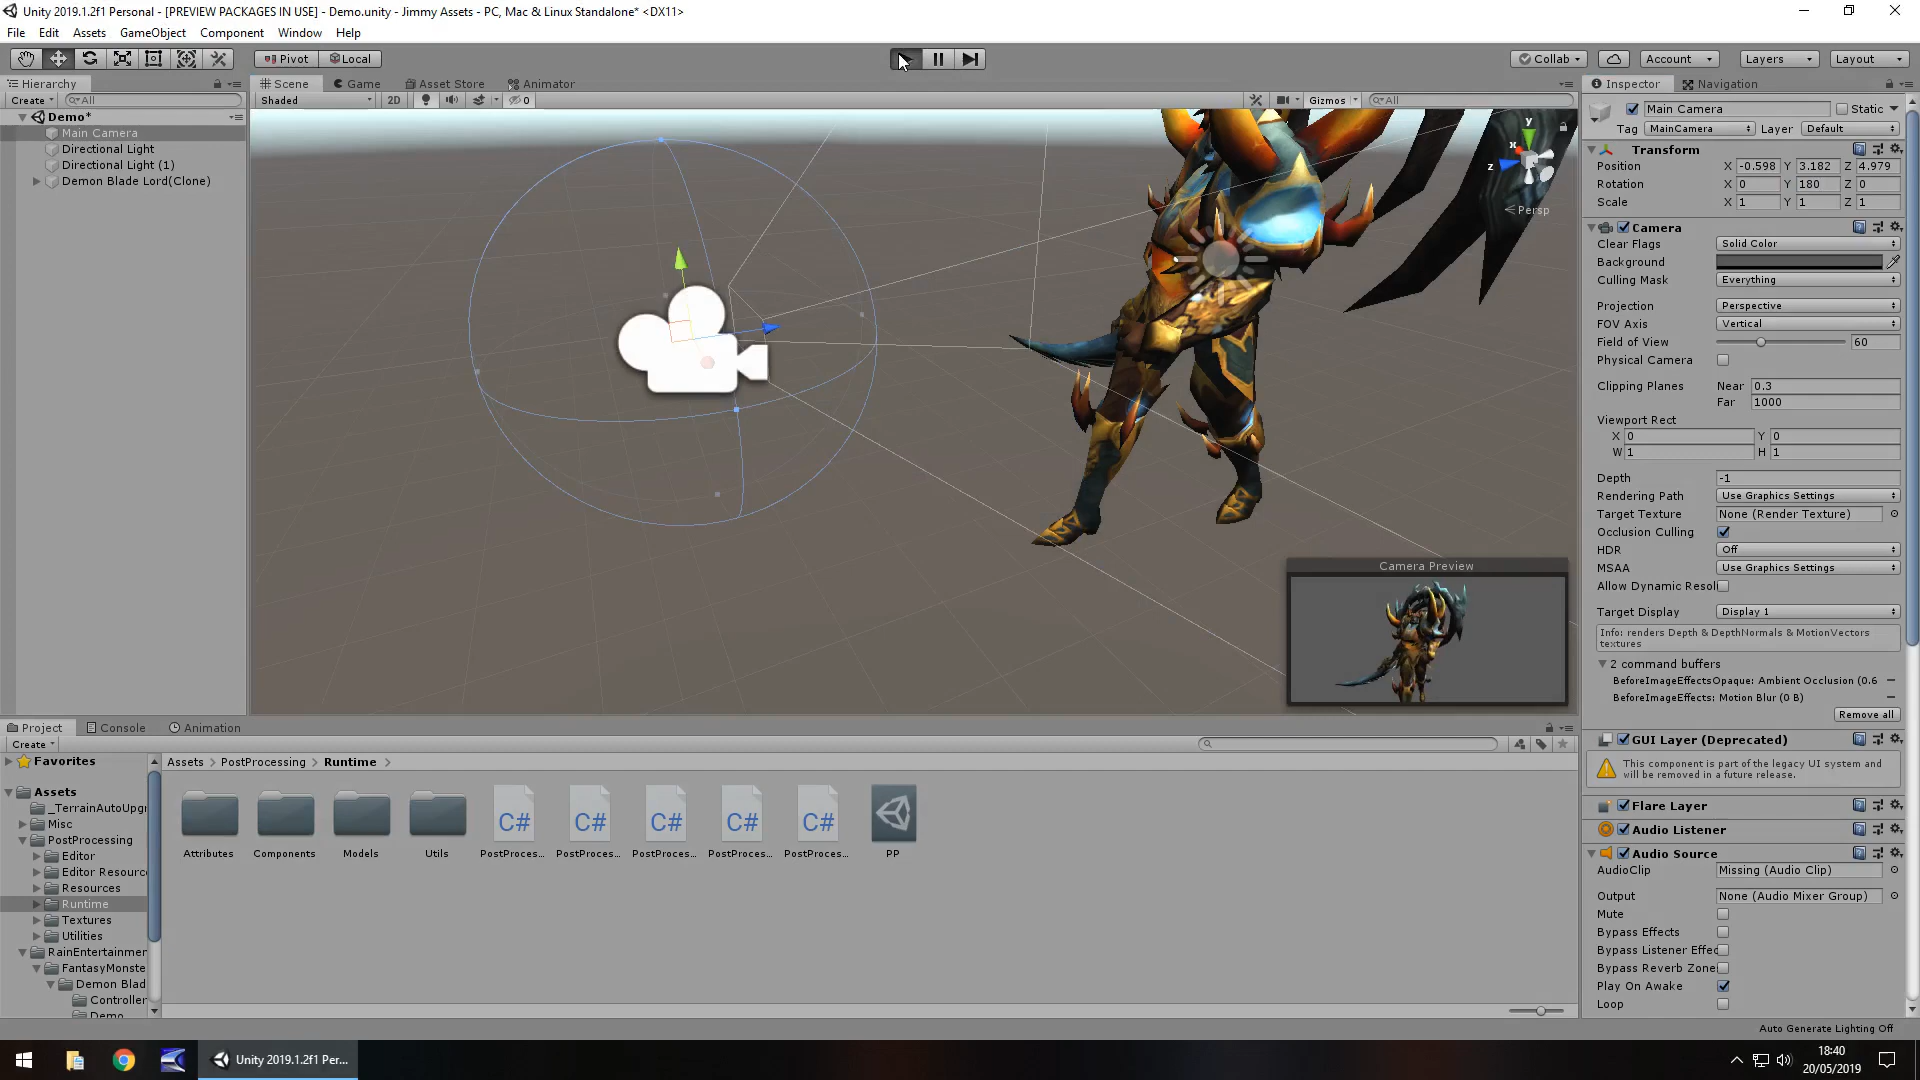 Unity 2019.1.2f1 Personal - [PREVIEW PACKAGES IN USE] - Demo.unity - Jimmy Assets - PC, Mac & Linux Standalone* <DX11>
File Edit Assets GameObject Component Window Help
Pivot Local Collab Account Layers Layout
Hierarchy Scene Game Asset Store Animator Inspector Navigation
Create All Shaded 2D 0 Gizmos All Main Camera Static
Demo*
Tag MainCamera Layer Default
Main Camera
Directional Light
Directional Light (1)
Demon Blade Lord(Clone)
y
x
z
Persp
Transform
Position X -0.598 Y 3.182 Z 4.979
Rotation X 0 Y 180 Z 0
Scale X 1 Y 1 Z 1
Camera
Clear Flags Solid Color
Background
Culling Mask Everything
Projection Perspective
FOV Axis Vertical
Field of View 60
Physical Camera
Clipping Planes Near 0.3
Far 1000
Viewport Rect
X 0 Y 0
W 1 H 1
Depth -1
Rendering Path Use Graphics Settings
Target Texture None (Render Texture)
Occlusion Culling
HDR Off
MSAA Use Graphics Settings
Allow Dynamic Resol
Target Display Display 1
Info: renders Depth & DepthNormals & MotionVectors
textures
2 command buffers
BeforeImageEffectsOpaque: Ambient Occlusion (0.6
BeforeImageEffects: Motion Blur (0 B)
Remove all
GUI Layer (Deprecated)
This component is part of the legacy UI system and
will be removed in a future release.
Flare Layer
Audio Listener
Audio Source
AudioClip Missing (Audio Clip)
Output None (Audio Mixer Group)
Mute
Bypass Effects
Bypass Listener Effec
Bypass Reverb Zone
Play On Awake
Loop
Camera Preview
Project Console Animation
Create
Favorites
Assets
_TerrainAutoUpgr
Misc
PostProcessing
Editor
Editor Resourc
Resources
Runtime
Textures
Utilities
RainEntertainmer
FantasyMonste
Demon Blad
Controller
Demo
Assets PostProcessing Runtime
C# C# C# C# C#
Attributes Components Models Utils PostProces... PostProces... PostProces... PostProces... PostProces... PP
Auto Generate Lighting Off
Unity 2019.1.2f1 Per...
18:40
20/05/2019